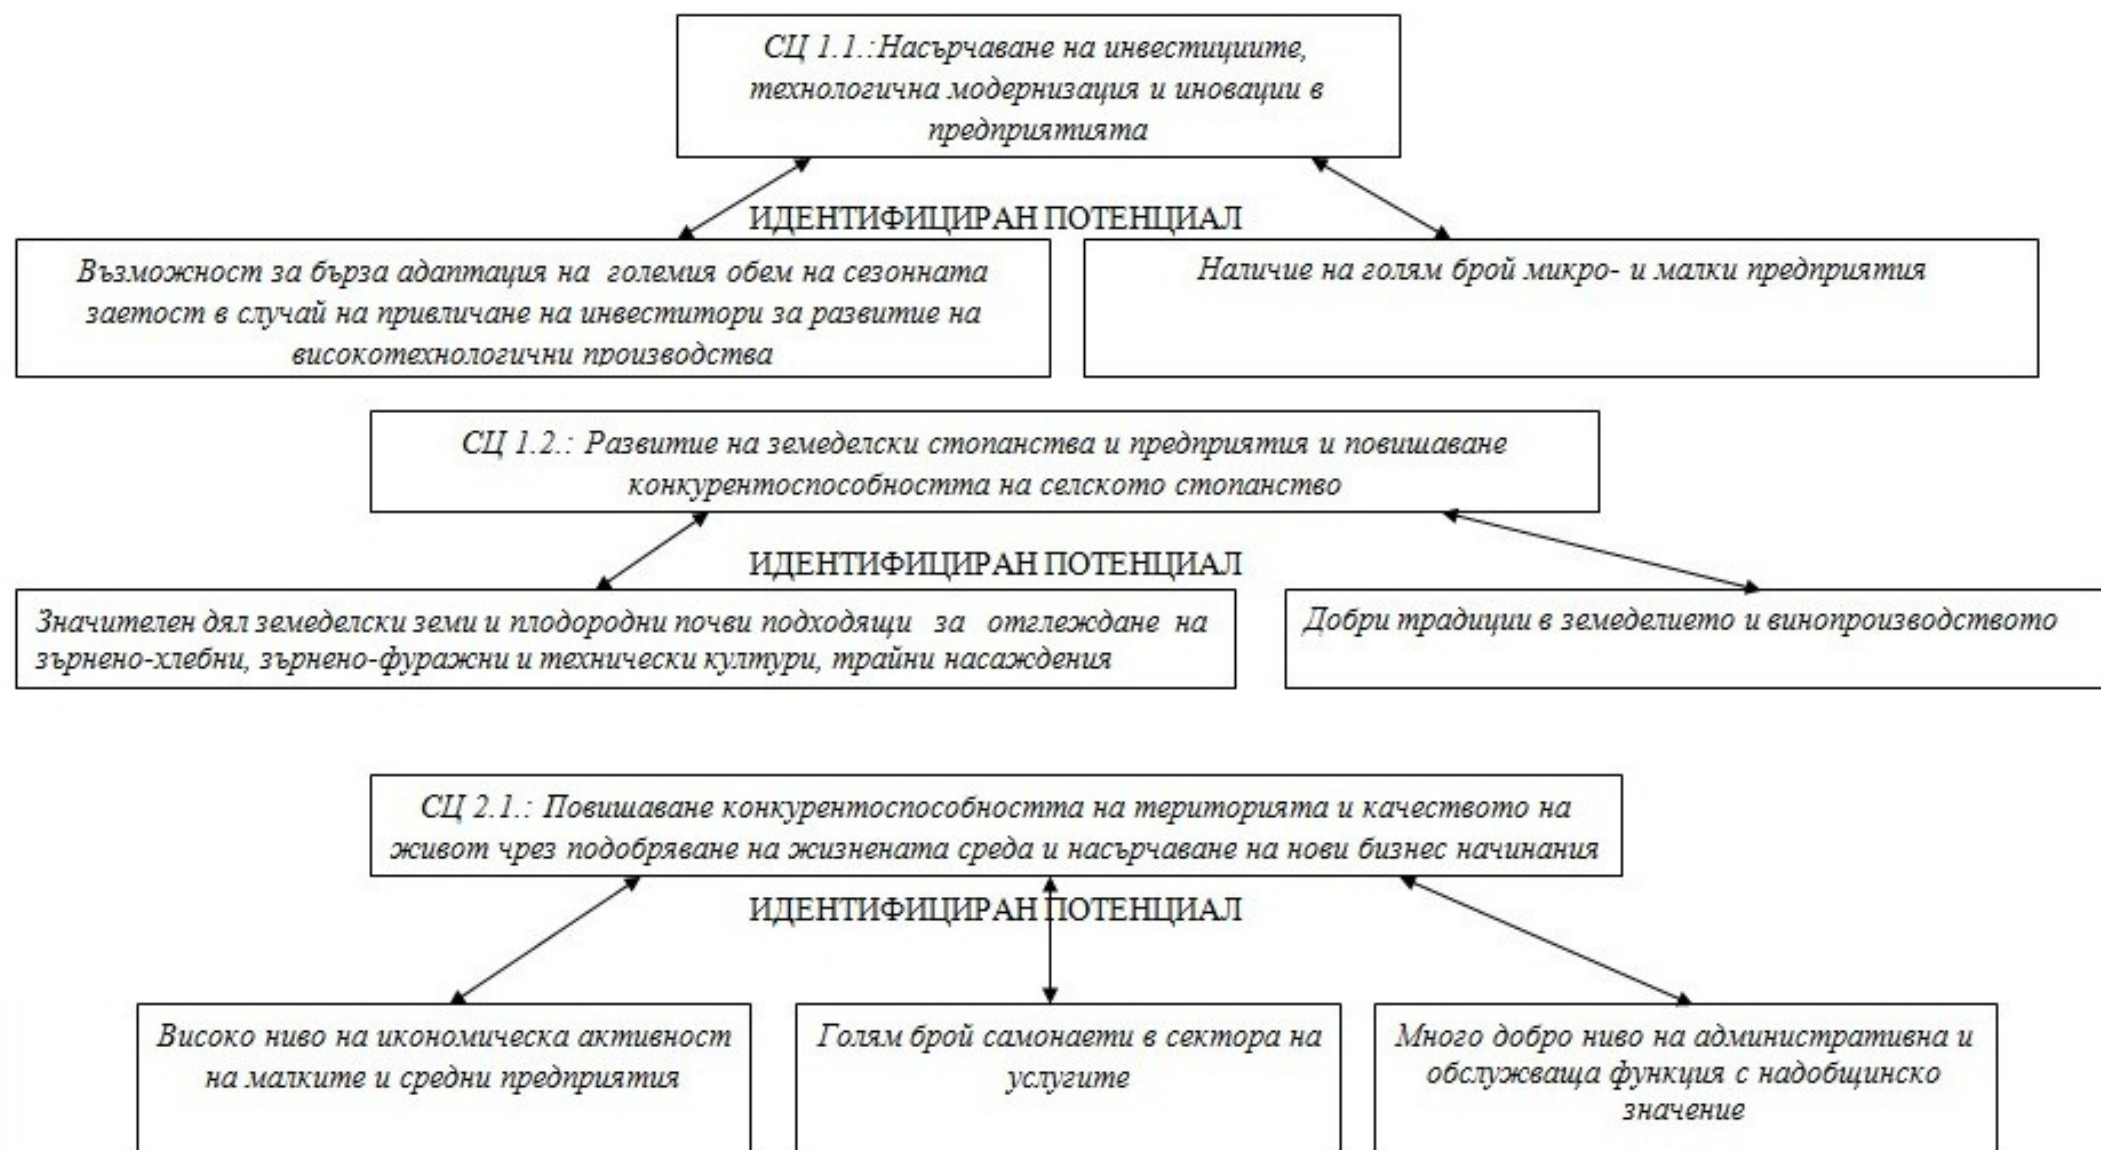 СЦ 1.1.:Насърчаване на инвестициите,
технологична модернизация и иновации в
предприятията
ИДЕНТИФИЦИРАН ПОТЕНЦИАЛ
Възможност за бърза адаптация на големия обем на сезонната
заетост в случай на привличане на инвеститори за развитие на
високотехнологични производства
Наличие на голям брой микро- и малки предприятия
СЦ 1.2.: Развитие на земеделски стопанства и предприятия и повишаване
конкурентоспособността на селското стопанство
ИДЕНТИФИЦИРАН ПОТЕНЦИАЛ
Значителен дял земеделски земи и плодородни почви подходящи за отглеждане на
зърнено-хлебни, зърнено-фуражни и технически култури, трайни насаждения
Добри традиции в земеделието и винопроизводството
СЦ 2.1.: Повишаване конкурентоспособността на територията и качеството на
живот чрез подобряване на жизнената среда и насърчаване на нови бизнес начинания
ИДЕНТИФИЦИРАН ПОТЕНЦИАЛ
Високо ниво на икономическа активност
на малките и средни предприятия
Голям брой самонаети в сектора на
услугите
Много добро ниво на административна и
обслужваща функция с надобщинско
значение